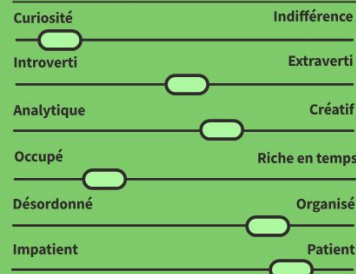 Curiosité Indifférence
Introverti Extraverti
Analytique Créatif
Occupé Riche en temps
Désordonné Organisé
Impatient Patient